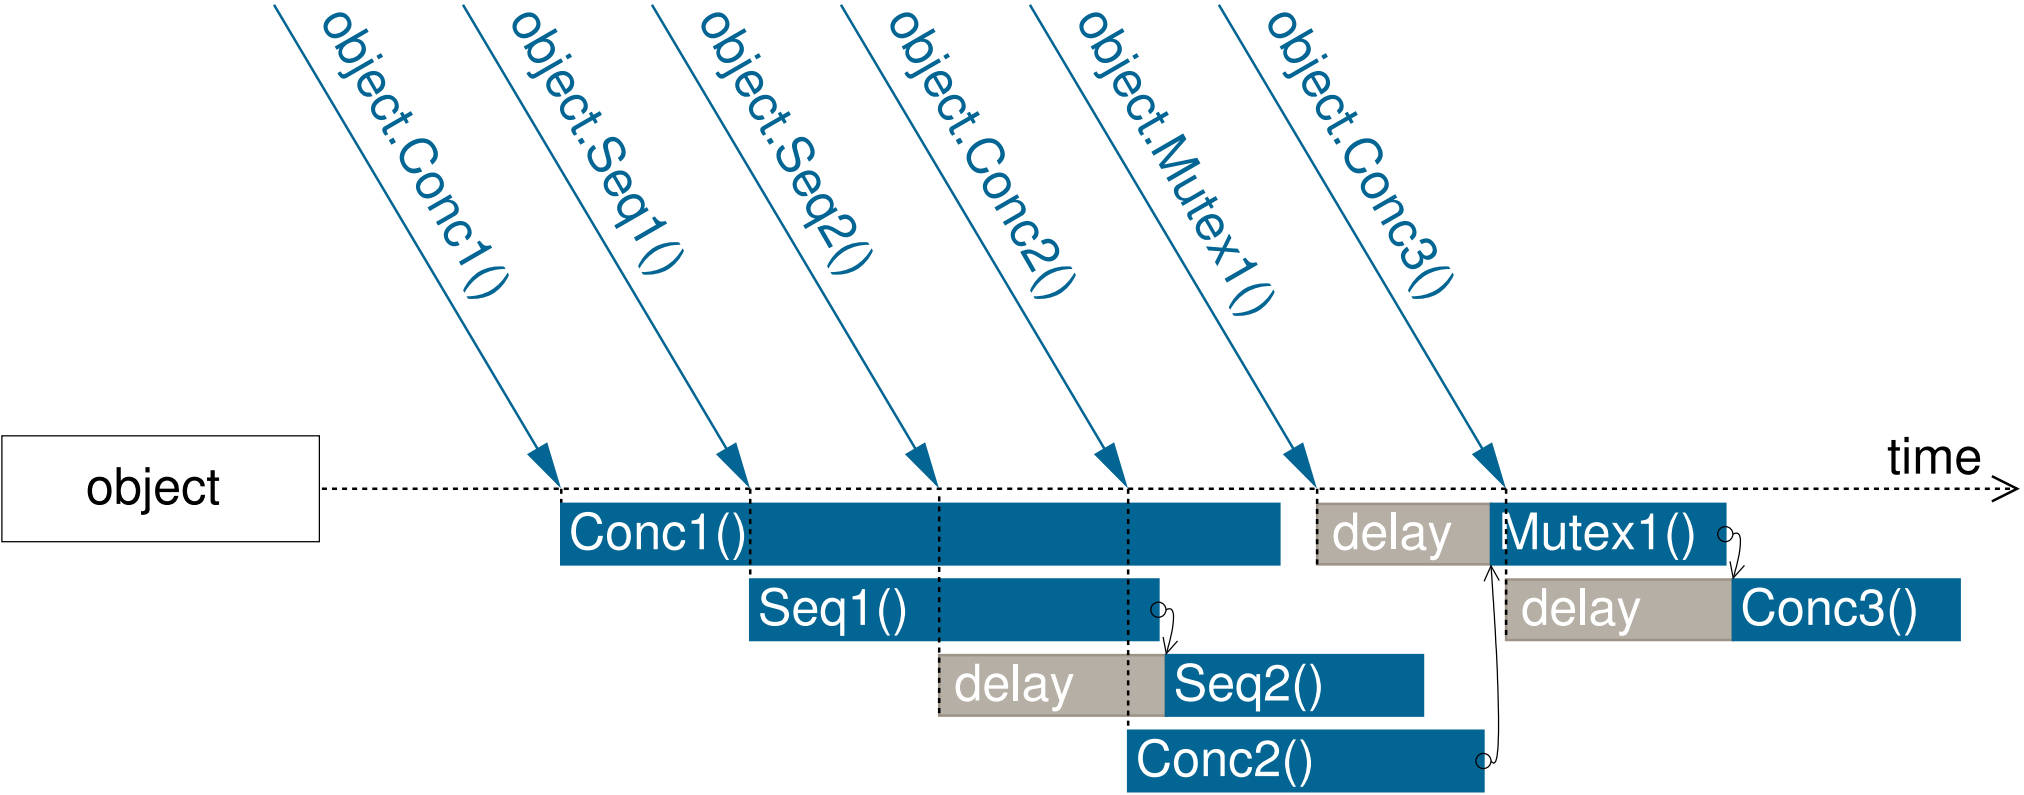 object.Conc1()
object.Seq1()
object.Seq2()
object.Conc2()
object.Mutex1()
object.Conc3()
object
time
Conc1()
delay
Mutex1()
Seq1()
delay
Conc3()
delay
Seq2()
Conc2()